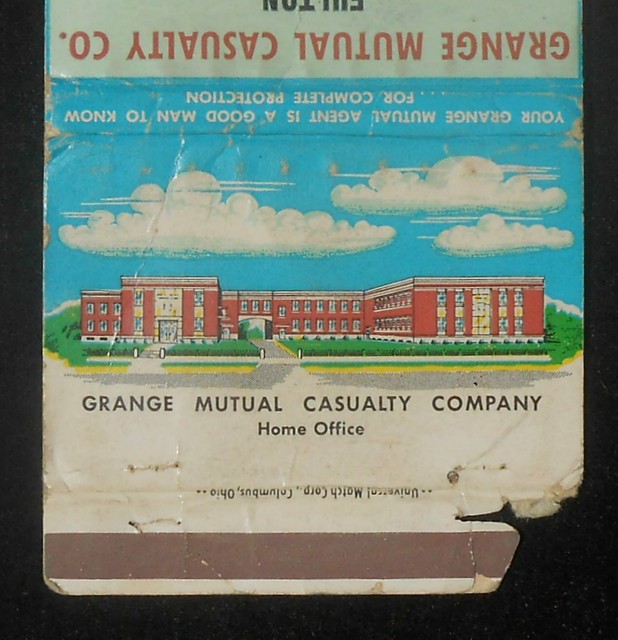 FULTON
GRANGE MUTUAL CASUALTY CO.
YOUR GRANGE MUTUAL AGENT IS A GOOD MAN TO KNOW
.... FOR COMPLETE PROTECTION
GRANGE MUTUAL CASUALTY COMPANY
Home Office
-- Universal Match Corp., Columbus, Ohio --